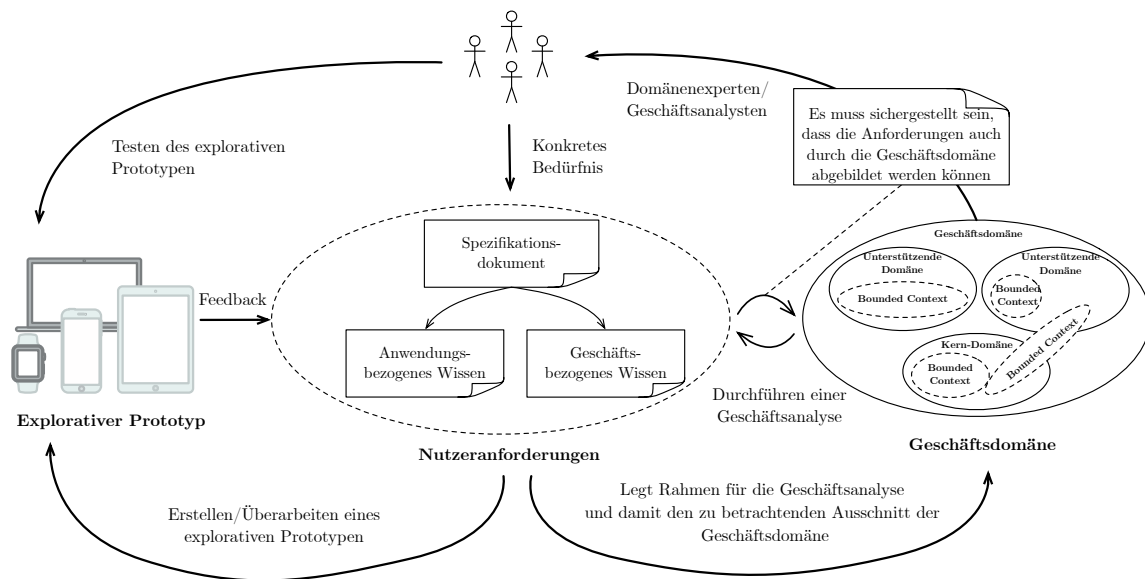 Domänenexperten/
Geschäftsanalysten
Es muss sichergestellt sein,
dass die Anforderungen auch
durch die Geschäftsdomäne
abgebildet werden können
Testen des explorativen
Prototypen
Konkretes
Bedürfnis
Spezifikations-
dokument
Geschäftsdomäne
Unterstützende
Domäne
Bounded Context
Unterstützende
Domäne
Bounded
Context
Feedback
Anwendungs-
bezogenes Wissen
Geschäfts-
bezogenes Wissen
Kern-Domäne
Bounded
Context
Bounded Context
Durchführen einer
Geschäftsanalyse
Explorativer Prototyp
Nutzeranforderungen
Geschäftsdomäne
Erstellen/Überarbeiten eines
explorativen Prototypen
Legt Rahmen für die Geschäftsanalyse
und damit den zu betrachtenden Ausschnitt der
Geschäftsdomäne